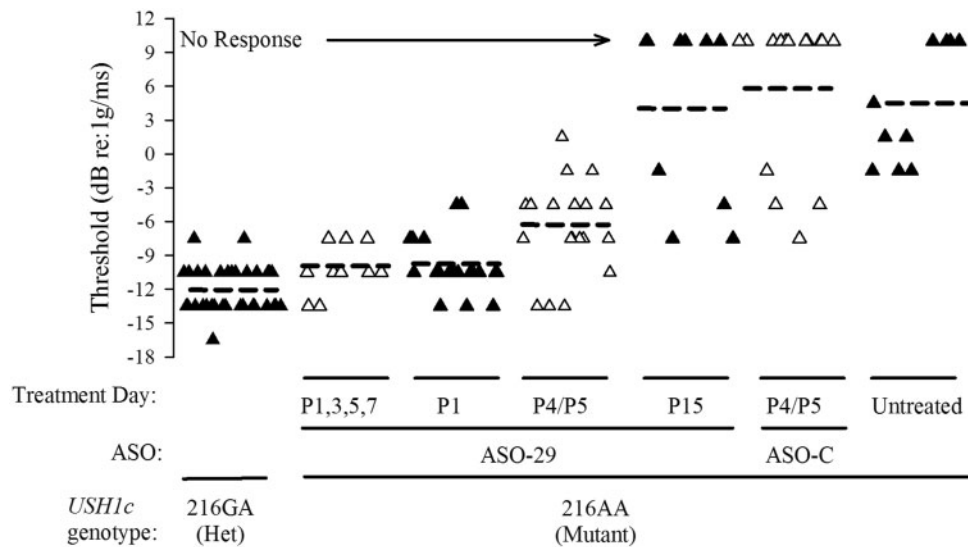 12
No Response
9
6
3
0
-3
-6
-9
-12
-15
-18
Threshold (dB re:1g/ms)
Treatment Day: P1,3,5,7 P1 P4/P5 P15 P4/P5 Untreated
ASO: ASO-29 ASO-C
USH1c 216GA 216AA
genotype: (Het) (Mutant)